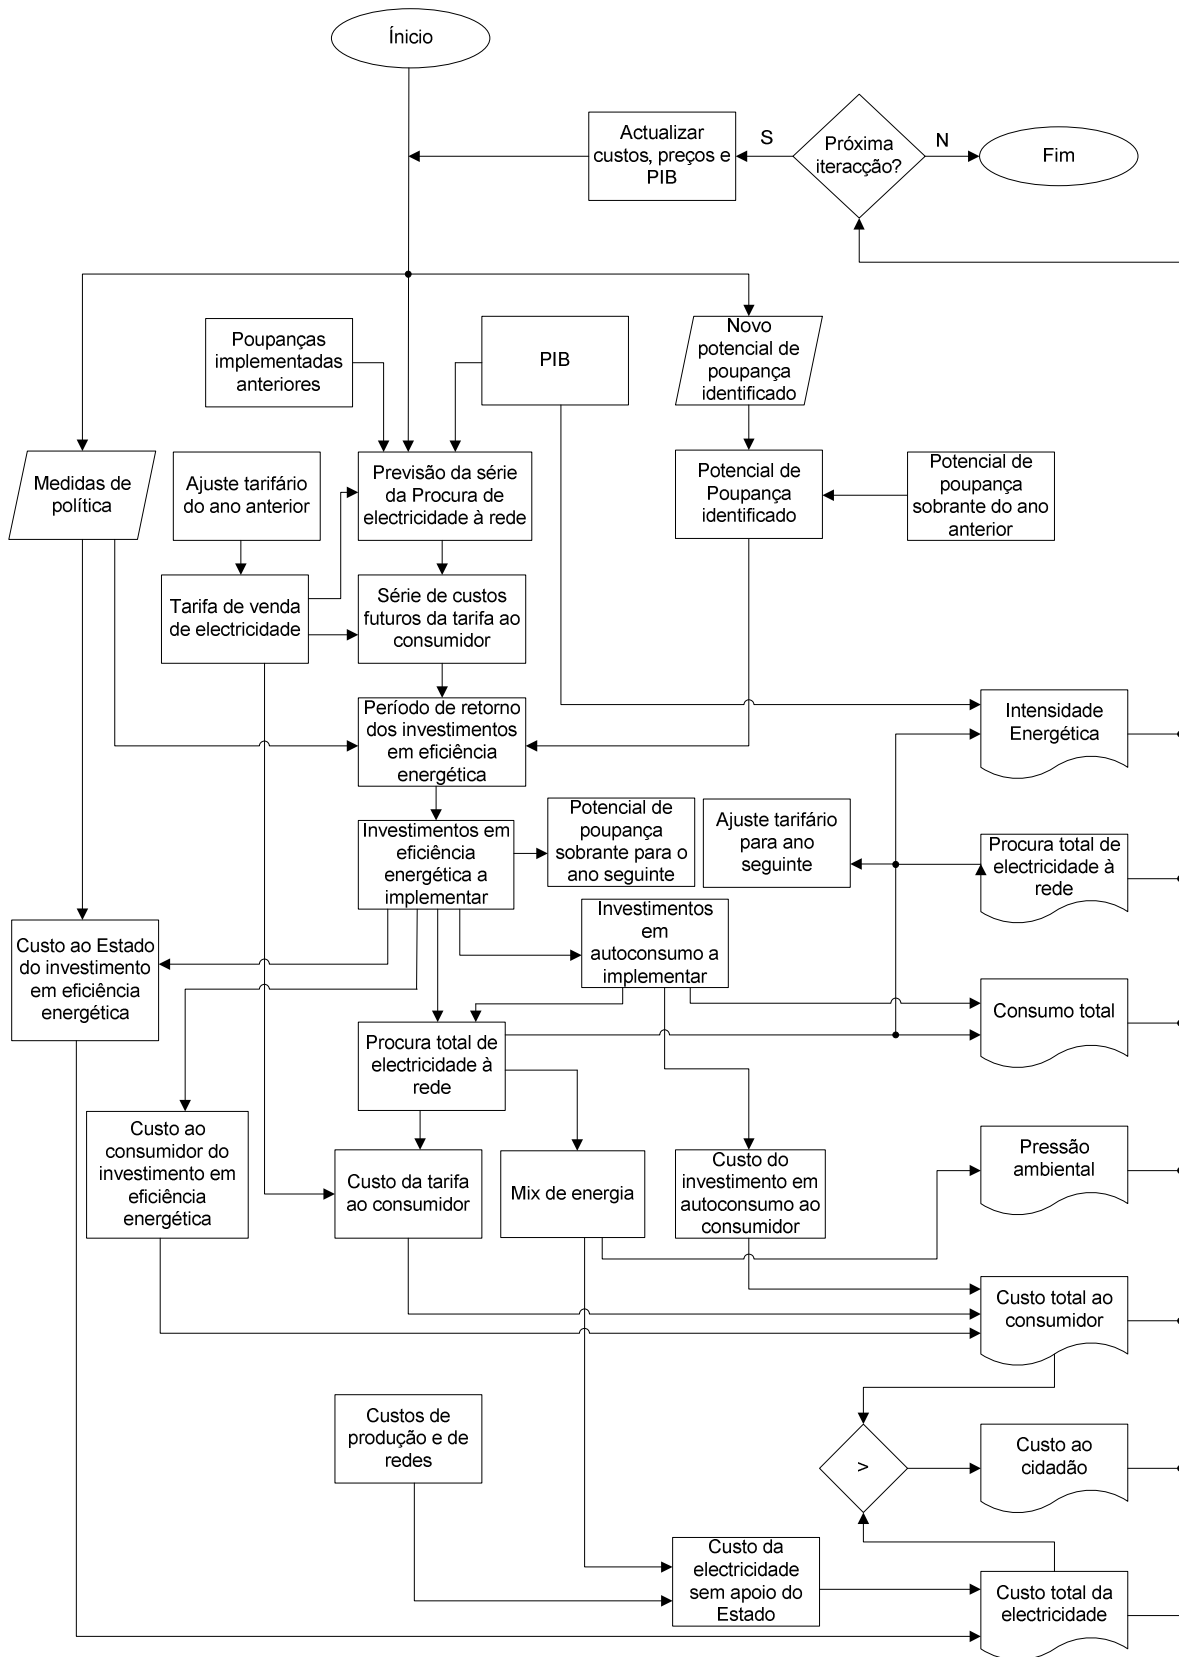 Ínicio
Actualizar
custos, preços e
PIB
S
Próxima
iteracção?
N
Fim
Poupanças
implementadas
anteriores
PIB
Novo
potencial de
poupança
identificado
Medidas de
política
Ajuste tarifário
do ano anterior
Previsão da série
da Procura de
electricidade à
rede
Potencial de
Poupança
identificado
Potencial de
poupança
sobrante do ano
anterior
Tarifa de venda
de electricidade
Série de custos
futuros da tarifa ao
consumidor
Período de retorno
dos investimentos
em eficiência
energética
Intensidade
Energética
Investimentos em
eficiência
energética a
implementar
Potencial de
poupança
sobrante para o
ano seguinte
Ajuste tarifário
para ano
seguinte
Procura total de
electricidade à
rede
Custo ao Estado
do investimento
em eficiência
energética
Investimentos
em
autoconsumo a
implementar
Consumo total
Procura total de
electricidade à
rede
Custo ao
consumidor do
investimento em
eficiência
energética
Custo da tarifa
ao consumidor
Mix de energia
Custo do
investimento em
autoconsumo ao
consumidor
Pressão
ambiental
Custo total ao
consumidor
Custos de
produção e de
redes
>
Custo ao
cidadão
Custo da
electricidade
sem apoio do
Estado
Custo total da
electricidade